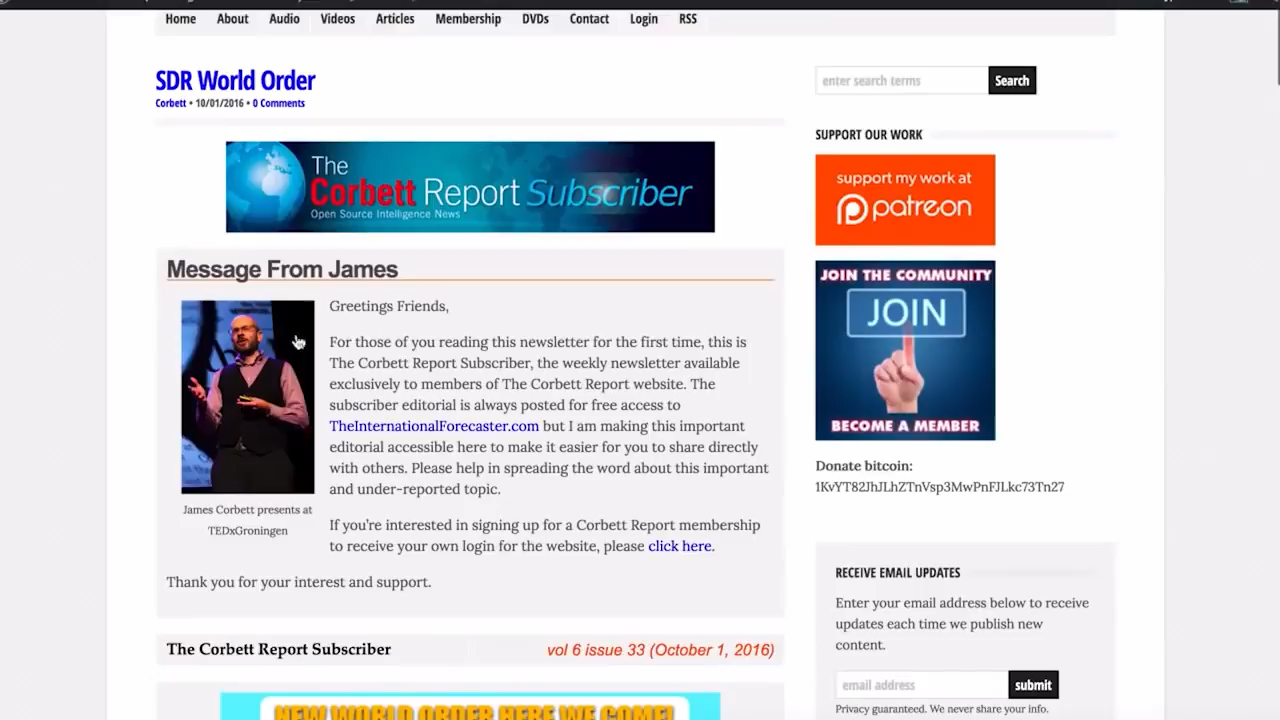 Home About Audio Videos Articles Membership DVDs Contact Login RSS
SDR World Order
Corbett • 10/01/2016 • 0 Comments
The
Corbett Report Subscriber
Open Source Intelligence News
Message From James
James Corbett presents at
TEDxGroningen
Greetings Friends,
For those of you reading this newsletter for the first time, this is
The Corbett Report Subscriber, the weekly newsletter available
exclusively to members of The Corbett Report website. The
subscriber editorial is always posted for free access to
TheInternationalForecaster.com but I am making this important
editorial accessible here to make it easier for you to share directly
with others. Please help in spreading the word about this important
and under-reported topic.
If you're interested in signing up for a Corbett Report membership
to receive your own login for the website, please click here.
Thank you for your interest and support.
The Corbett Report Subscriber vol 6 issue 33 (October 1, 2016)
NEW WORLD ORDER HERE WE COME!
enter search terms Search
SUPPORT OUR WORK
support my work at
patreon
JOIN THE COMMUNITY
JOIN
BECOME A MEMBER
Donate bitcoin:
1KvYT82JhJLhZTnVsp3MwPnFJLkc73Tn27
RECEIVE EMAIL UPDATES
Enter your email address below to receive
updates each time we publish new
content.
email address submit
Privacy guaranteed. We never share your info.